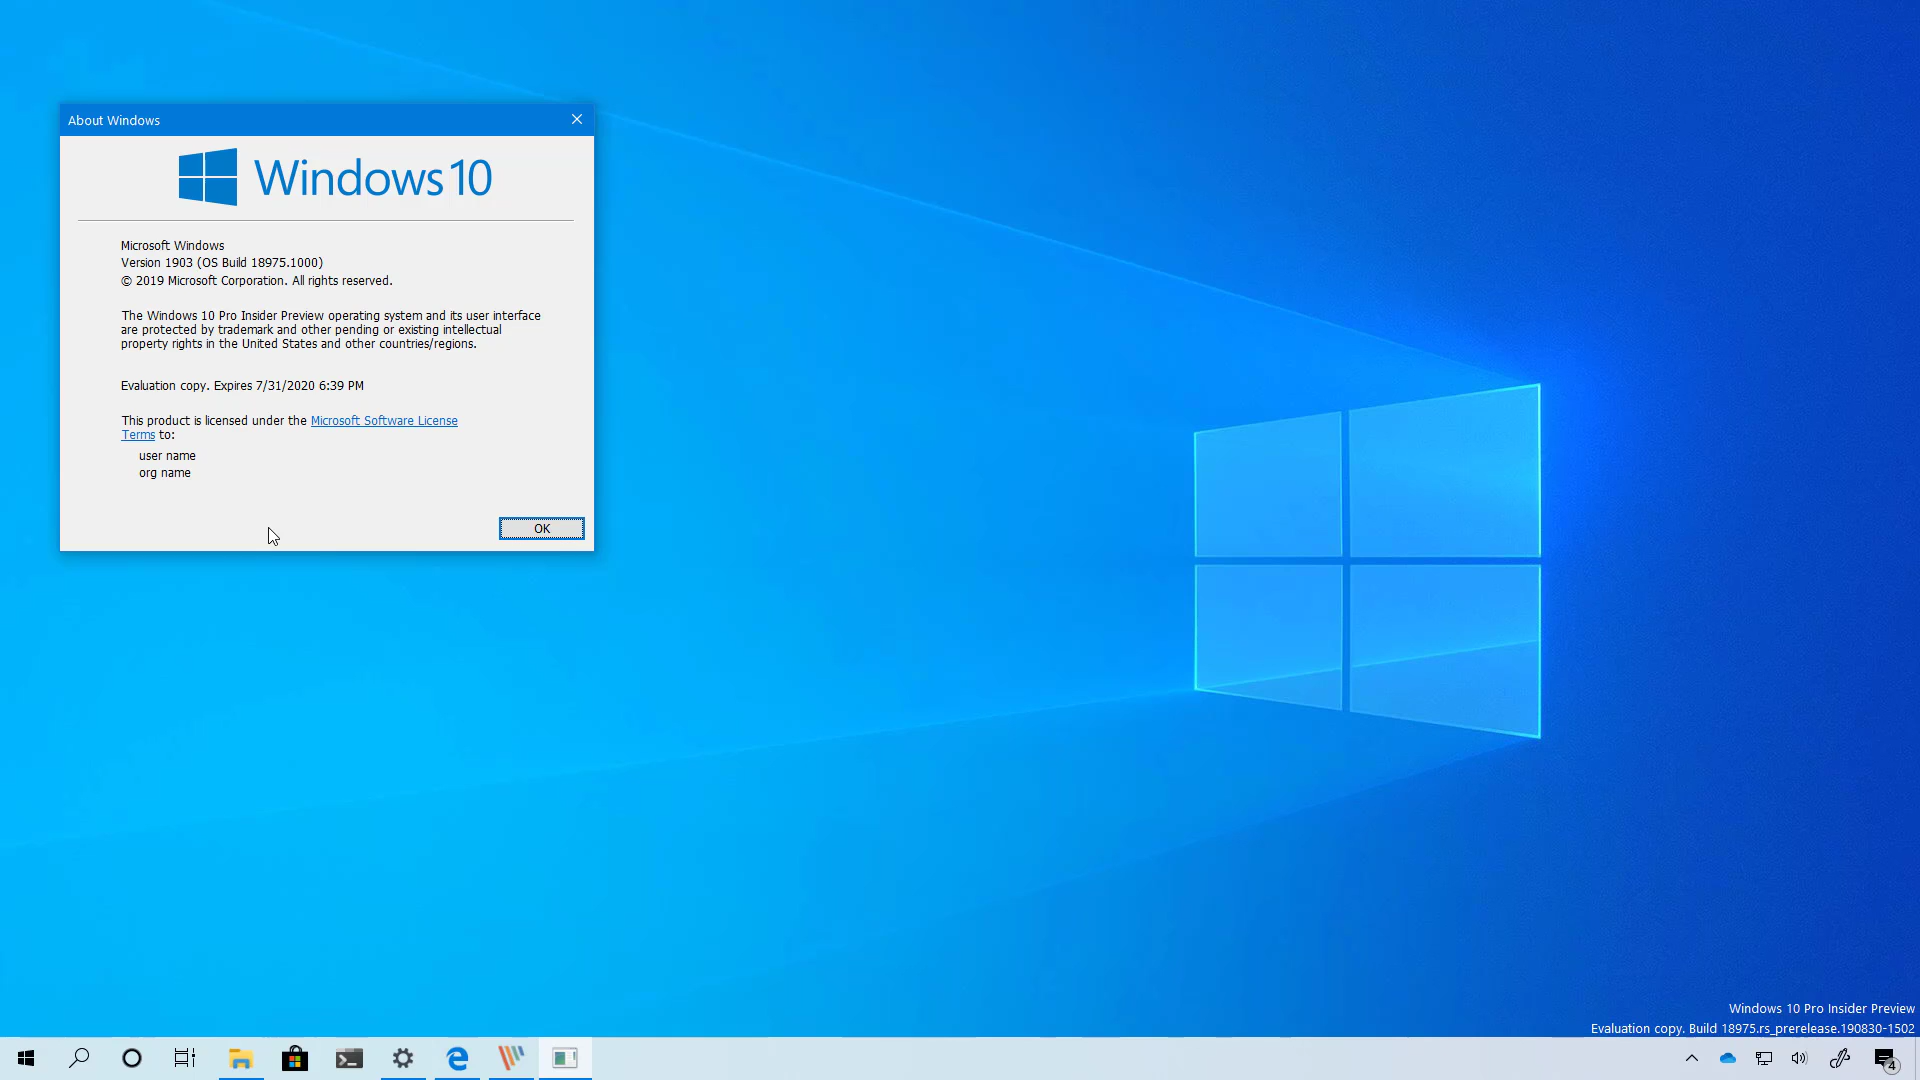 About Windows
Windows 10
Microsoft Windows
Version 1903 (OS Build 18975.1000)
© 2019 Microsoft Corporation. All rights reserved.
The Windows 10 Pro Insider Preview operating system and its user interface
are protected by trademark and other pending or existing intellectual
property rights in the United States and other countries/regions.
Evaluation copy. Expires 7/31/2020 6:39 PM
This product is licensed under the Microsoft Software License
Terms to:
user name
org name
OK
Windows 10 Pro Insider Preview
Evaluation copy. Build 18975.rs_prerelease.190830-1502
4